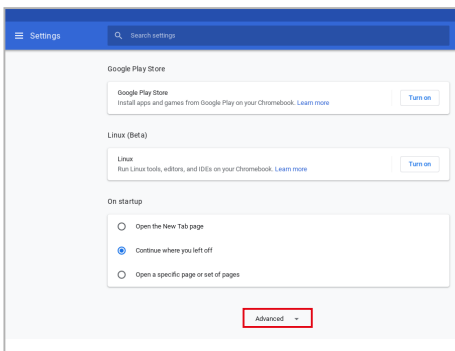 Settings
Search settings
Google Play Store
Google Play Store
Install apps and games from Google Play on your Chromebook. Learn more
Turn on
Linux (Beta)
Linux
Run Linux tools, editors, and IDEs on your Chromebook. Learn more
Turn on
On startup
Open the New Tab page
Continue where you left off
Open a specific page or set of pages
Advanced